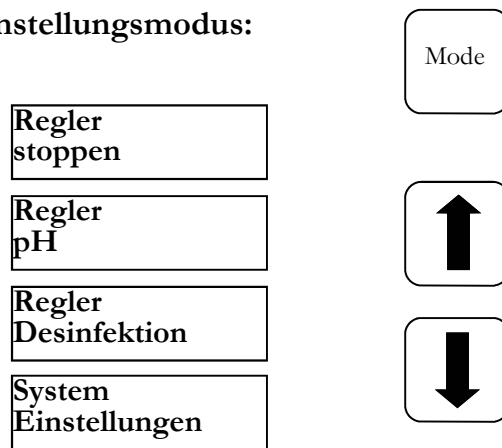 nstellungsmodus:
Mode
Regler
stoppen
Regler
pH
Regler
Desinfektion
System
Einstellungen